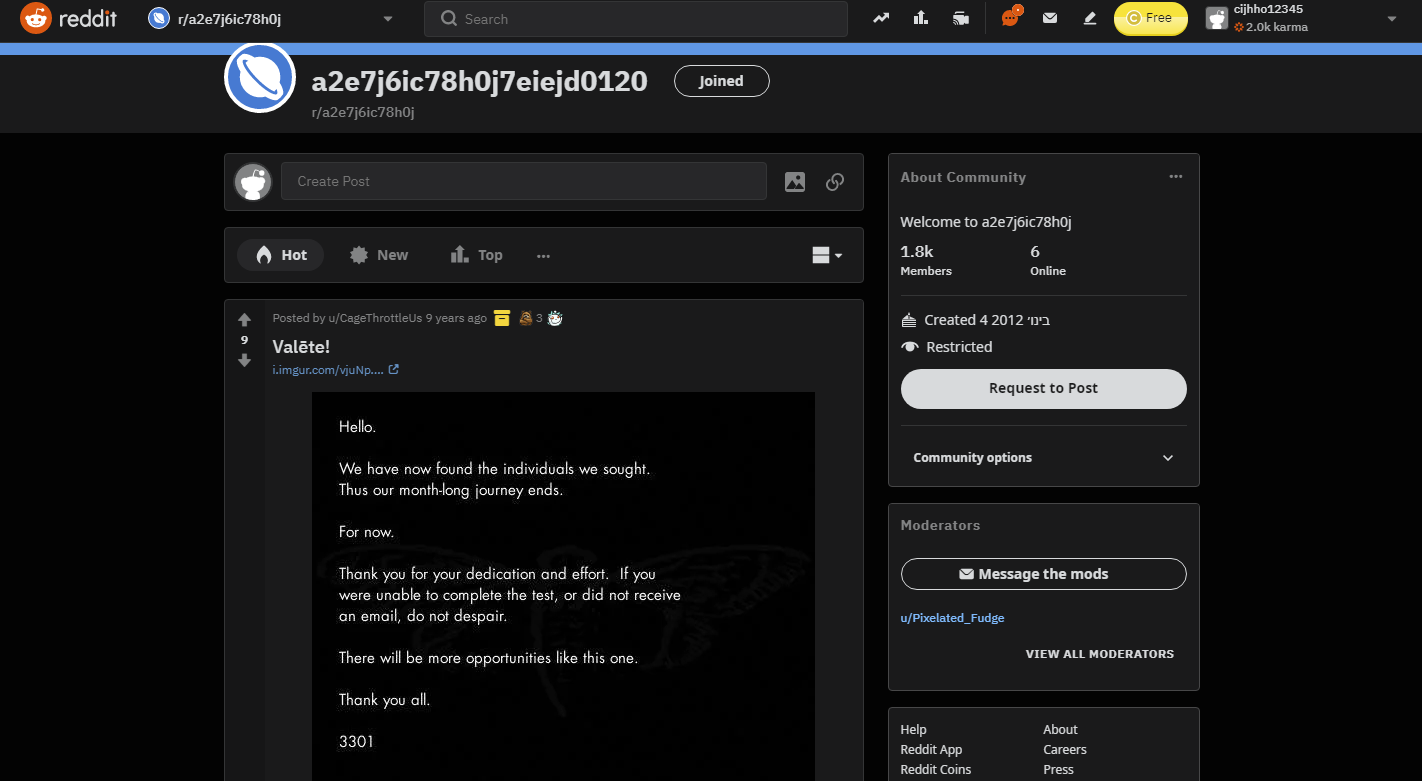 reddit
r/a2e7j6ic78h0j
Search
Free
cijhho12345
2.0k karma
a2e7j6ic78h0j7eiejd0120
Joined
r/a2e7j6ic78h0j
Create Post
Hot
New
Top
Posted by u/CageThrottleUs 9 years ago
3
9
Valēte!
i.imgur.com/vjuNp....
Hello.
We have now found the individuals we sought.
Thus our month-long journey ends.
For now.
Thank you for your dedication and effort. If you
were unable to complete the test, or did not receive
an email, do not despair.
There will be more opportunities like this one.
Thank you all.
3301
About Community
Welcome to a2e7j6ic78h0j
1.8k
6
Members
Online
Created 4 בינו׳ 2012
Restricted
Request to Post
Community options
Moderators
Message the mods
u/Pixelated_Fudge
VIEW ALL MODERATORS
Help
About
Reddit App
Careers
Reddit Coins
Press